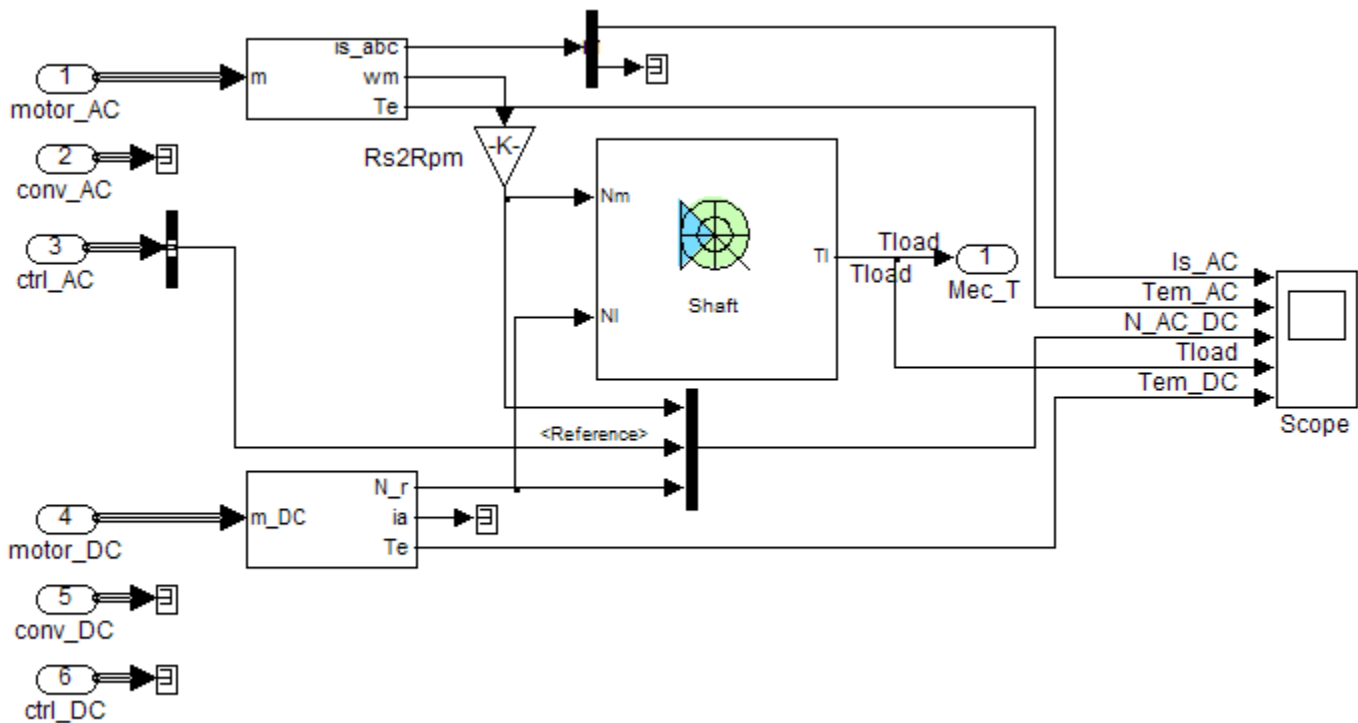 is_abc
1
m
wm
motor_AC
Te
2
Rs2Rpm
-K-
conv_AC
Nm
3
Tl
Tload
1
ctrl_AC
Tload
Mec_T
Is_AC
Shaft
Tem_AC
Nl
N_AC_DC
Tload
Tem_DC
Scope
<Reference>
N_r
4
m_DC
ia
motor_DC
Te
5
conv_DC
6
ctrl_DC